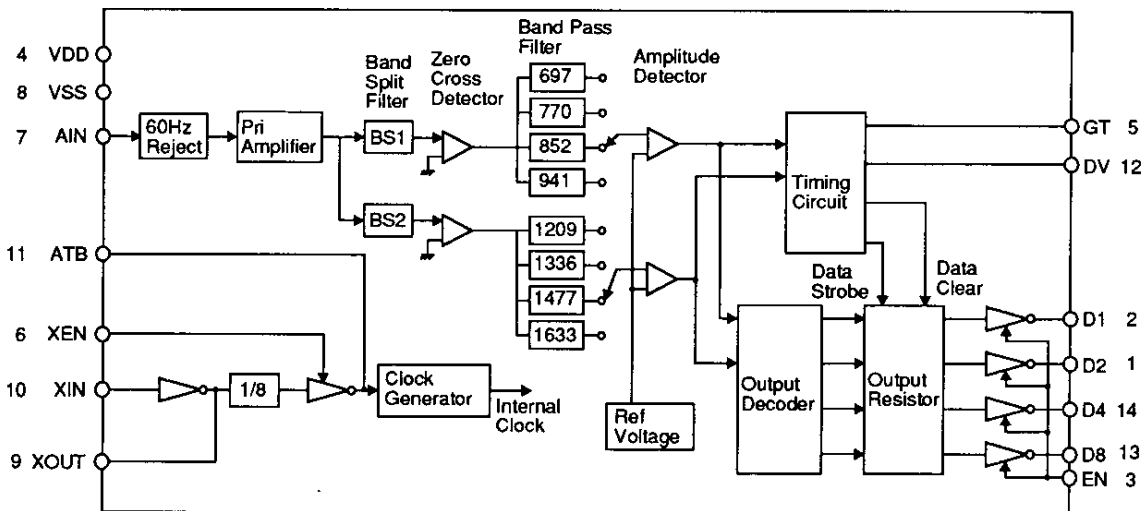 4 VDD
8 VSS
7 AIN
11 ATB
6 XEN
10 XIN
9 XOUT
60Hz
Reject
Pri
Amplifier
Band
Split
Filter
BS1
BS2
Zero
Cross
Detector
Band Pass
Filter
697
770
852
941
1209
1336
1477
1633
Amplitude
Detector
1/8
Clock
Generator
Internal
Clock
Ref
Voltage
Timing
Circuit
Data
Strobe
Data
Clear
Output
Decoder
Output
Resistor
GT 5
DV 12
D1 2
D2 1
D4 14
D8 13
EN 3